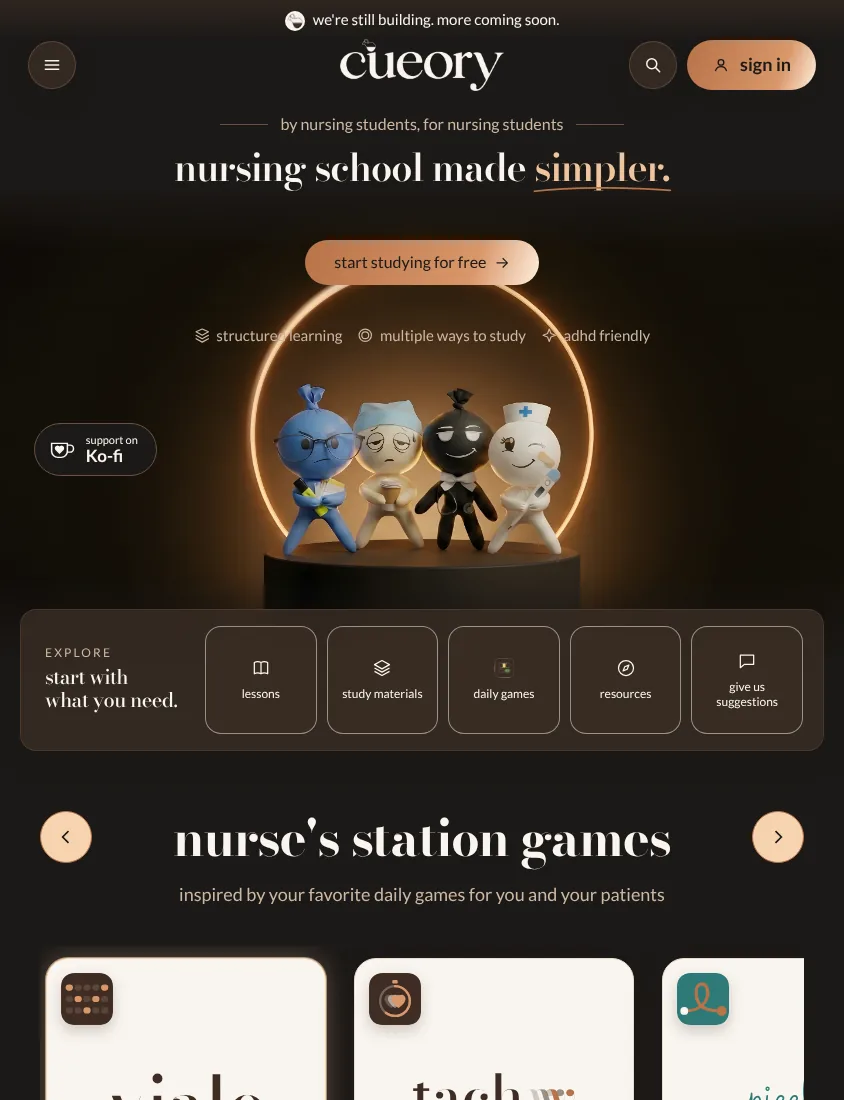 we're still building. more coming soon.
cueory
sign in
by nursing students, for nursing students
nursing school made simpler.
start studying for free →
structured learning
multiple ways to study
adhd friendly
support on
Ko-fi
EXPLORE
start with
what you need.
lessons
study materials
daily games
resources
give us
suggestions
nurse's station games
inspired by your favorite daily games for you and your patients